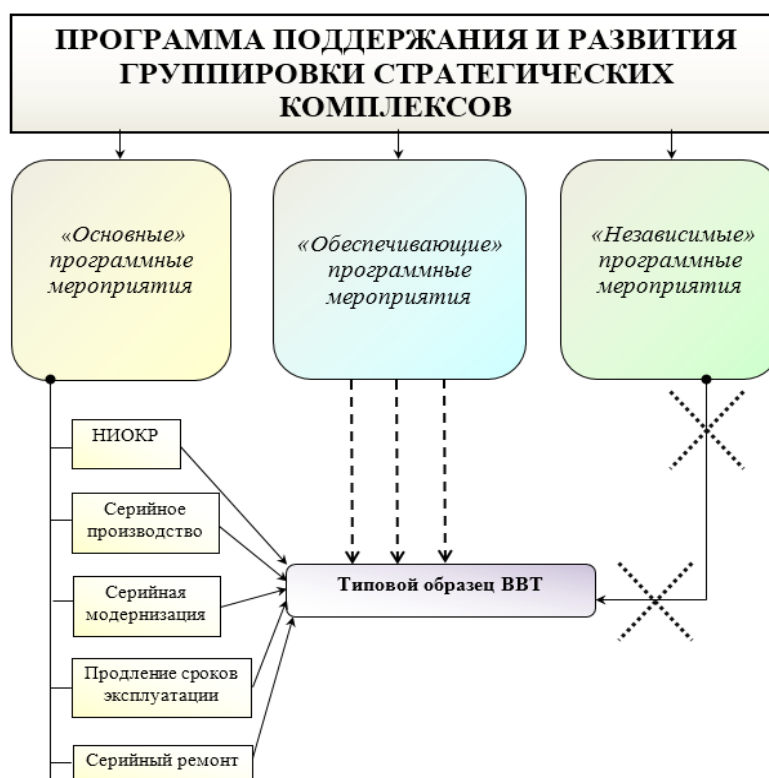 ПРОГРАММА ПОДДЕРЖАНИЯ И РАЗВИТИЯ
ГРУППИРОВКИ СТРАТЕГИЧЕСКИХ
КОМПЛЕКСОВ
«Основные»
программные
мероприятия
«Обеспечивающие»
программные
мероприятия
«Независимые»
программные
мероприятия
НИОКР
Серийное
производство
Серийная
модернизация
Продление сроков
эксплуатации
Серийный ремонт
Типовой образец ВВТ